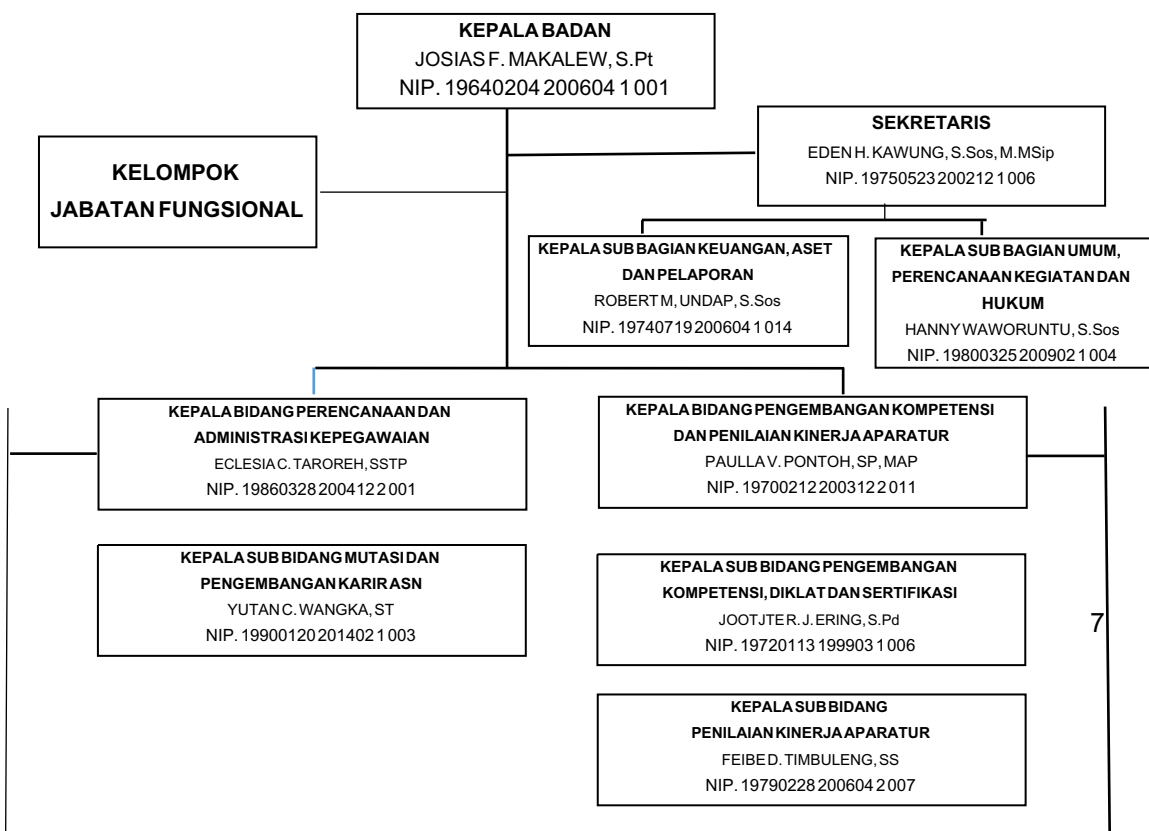 KEPALA BADAN
JOSIAS F. MAKALEW, S.Pt
NIP. 19640204 200604 1 001
SEKRETARIS
EDEN H. KAWUNG, S.Sos, M.MSip
NIP. 19750523 200212 1 006
KELOMPOK
JABATAN FUNGSIONAL
KEPALA SUB BAGIAN KEUANGAN, ASET
DAN PELAPORAN
ROBERT M, UNDAP, S.Sos
NIP. 19740719 200604 1 014
KEPALA SUB BAGIAN UMUM,
PERENCANAAN KEGIATAN DAN
HUKUM
HANNY WAWORUNTU, S.Sos
NIP. 19800325 200902 1 004
KEPALA BIDANG PERENCANAAN DAN
ADMINISTRASI KEPEGAWAIAN
ECLESIA C. TAROREH, SSTP
NIP. 19860328 200412 2 001
KEPALA BIDANG PENGEMBANGAN KOMPETENSI
DAN PENILAIAN KINERJA APARATUR
PAULLA V. PONTOH, SP, MAP
NIP. 19700212 200312 2 011
KEPALA SUB BIDANG MUTASI DAN
PENGEMBANGAN KARIR ASN
YUTAN C. WANGKA, ST
NIP. 19900120 201402 1 003
KEPALA SUB BIDANG PENGEMBANGAN
KOMPETENSI, DIKLAT DAN SERTIFIKASI
JOOTJTE R. J. ERING, S.Pd
NIP. 19720113 199903 1 006
7
KEPALA SUB BIDANG
PENILAIAN KINERJA APARATUR
FEIBE D. TIMBULENG, SS
NIP. 19790228 200604 2 007